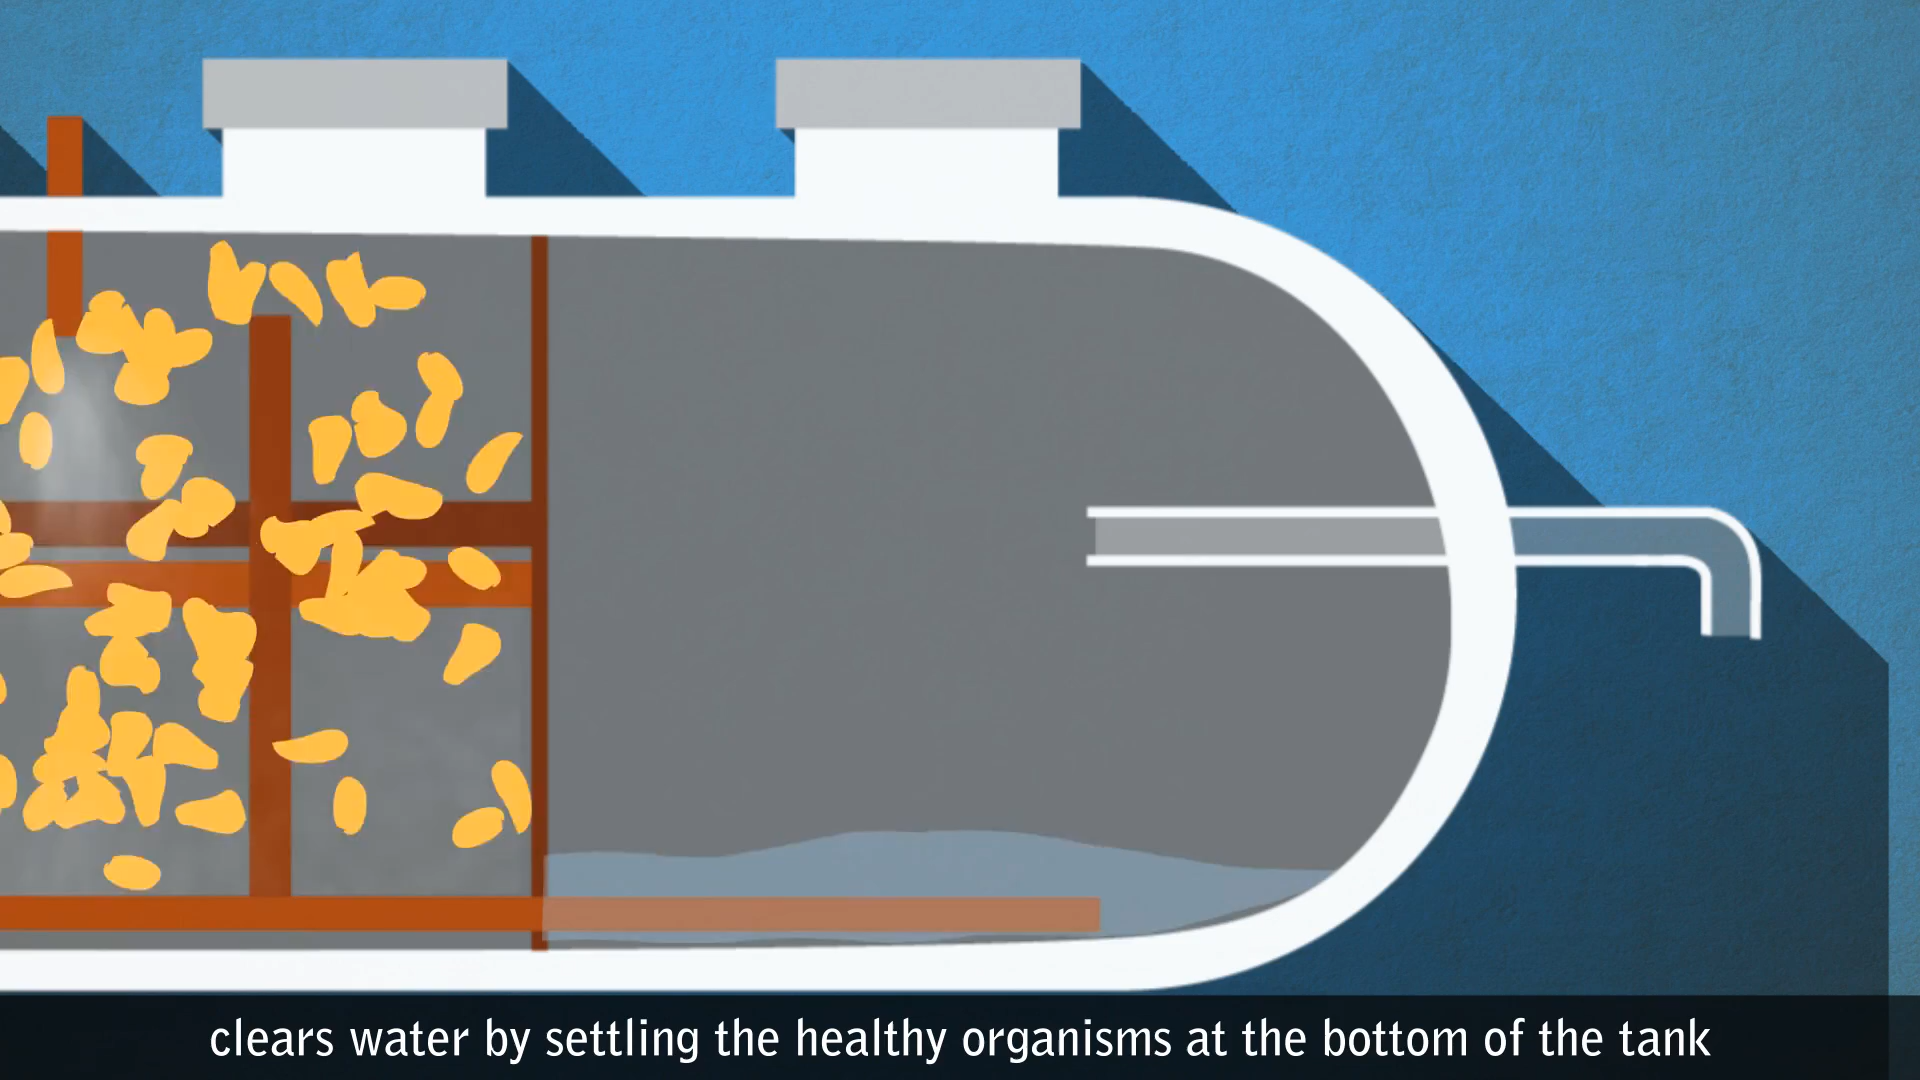 clears water by settling the healthy organisms at the bottom of the tank